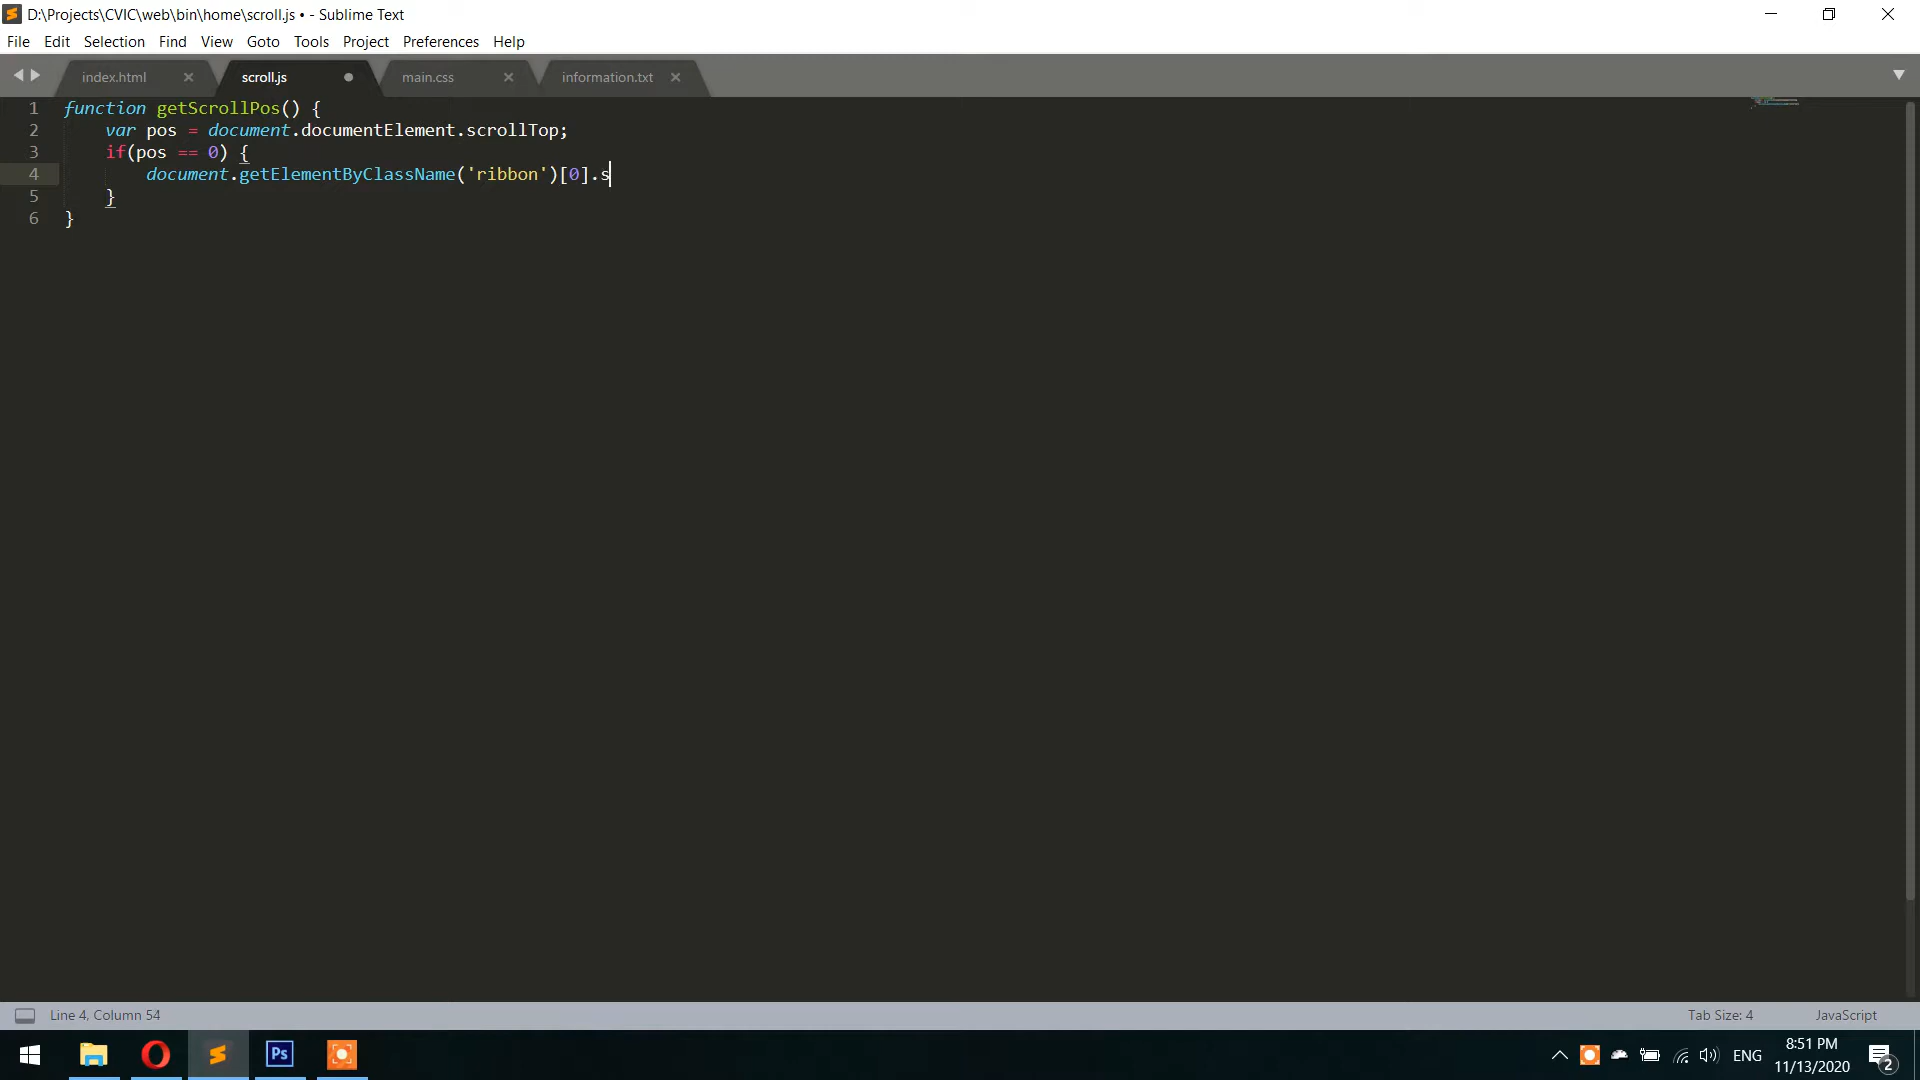 D:\Projects\CVIC\web\bin\home\scroll.js • - Sublime Text
File Edit Selection Find View Goto Tools Project Preferences Help
index.html scroll.js main.css information.txt
1 function getScrollPos() {
2 var pos = document.documentElement.scrollTop;
3 if(pos == 0) {
4 document.getElementByClassName('ribbon')[0].s
5 }
6 }
Line 4, Column 54 Tab Size: 4 JavaScript
Ps ENG 8:51 PM
11/13/2020 2